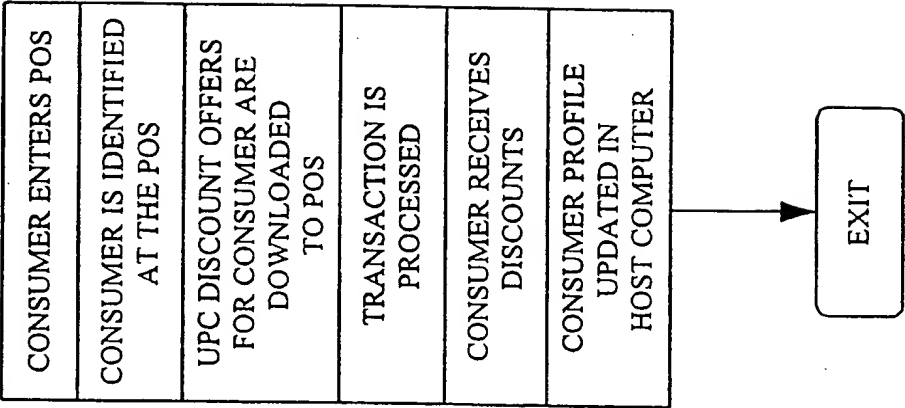 CONSUMER ENTERS POS
CONSUMER IS IDENTIFIED
AT THE POS
UPC DISCOUNT OFFERS
FOR CONSUMER ARE
DOWNLOADED
TO POS
TRANSACTION IS
PROCESSED
CONSUMER RECEIVES
DISCOUNTS
CONSUMER PROFILE
UPDATED IN
HOST COMPUTER
EXIT